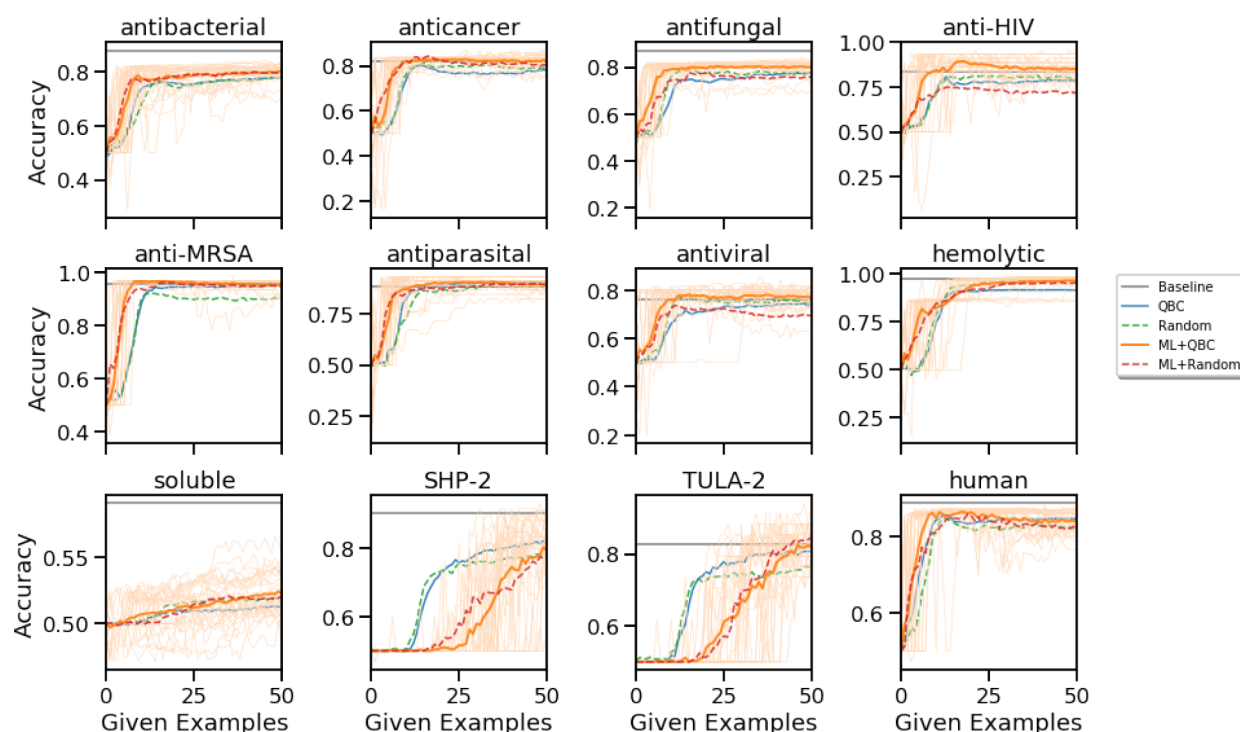 antibacterial
anticancer
antifungal
anti-HIV
Accuracy
0.8
0.6
0.4
0.8
0.6
0.4
0.2
0.8
0.6
0.4
0.2
1.00
0.75
0.50
0.25
anti-MRSA
antiparasital
antiviral
hemolytic
Accuracy
1.0
0.8
0.6
0.4
0.75
0.50
0.25
0.8
0.6
0.4
0.2
1.00
0.75
0.50
0.25
Baseline
QBC
Random
ML+QBC
ML+Random
soluble
SHP-2
TULA-2
human
Accuracy
0.55
0.50
0.8
0.6
0.8
0.6
0.8
0.6
0 50
0 25 50
0 25 50
0 25 50
Given Examples
Given Examples
Given Examples
Given Examples